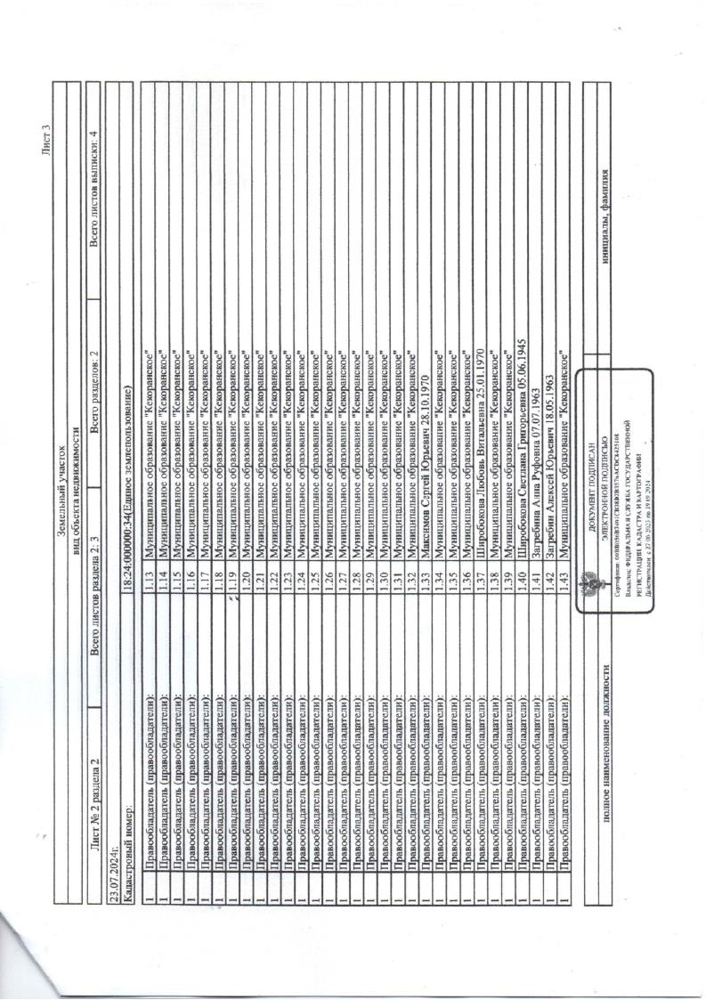 Лист 3
Земельный участок
вид объекта недвижимости
Лист № 2 раздела 2 Всего листов раздела 2: 3 Всего разделов: 2 Всего листов выписки: 4
23.07.2024г.
Кадастровый номер: 18:24:000000:34(Единое землепользование)
1 Правообладатель (правообладатели): 1.13 Муниципальное образование "Кекоранское"
1 Правообладатель (правообладатели): 1.14 Муниципальное образование "Кекоранское"
1 Правообладатель (правообладатели): 1.15 Муниципальное образование "Кекоранское"
1 Правообладатель (правообладатели): 1.16 Муниципальное образование "Кекоранское"
1 Правообладатель (правообладатели): 1.17 Муниципальное образование "Кекоранское"
1 Правообладатель (правообладатели): 1.18 Муниципальное образование "Кекоранское"
1 Правообладатель (правообладатели): 1.19 Муниципальное образование "Кекоранское"
1 Правообладатель (правообладатели): 1.20 Муниципальное образование "Кекоранское"
1 Правообладатель (правообладатели): 1.21 Муниципальное образование "Кекоранское"
1 Правообладатель (правообладатели): 1.22 Муниципальное образование "Кекоранское"
1 Правообладатель (правообладатели): 1.23 Муниципальное образование "Кекоранское"
1 Правообладатель (правообладатели): 1.24 Муниципальное образование "Кекоранское"
1 Правообладатель (правообладатели): 1.25 Муниципальное образование "Кекоранское"
1 Правообладатель (правообладатели): 1.26 Муниципальное образование "Кекоранское"
1 Правообладатель (правообладатели): 1.27 Муниципальное образование "Кекоранское"
1 Правообладатель (правообладатели): 1.28 Муниципальное образование "Кекоранское"
1 Правообладатель (правообладатели): 1.29 Муниципальное образование "Кекоранское"
1 Правообладатель (правообладатели): 1.30 Муниципальное образование "Кекоранское"
1 Правообладатель (правообладатели): 1.31 Муниципальное образование "Кекоранское"
1 Правообладатель (правообладатели): 1.32 Муниципальное образование "Кекоранское"
1 Правообладатель (правообладатели): 1.33 Максимов Сергей Юрьевич 28.10.1970
1 Правообладатель (правообладатели): 1.34 Муниципальное образование "Кекоранское"
1 Правообладатель (правообладатели): 1.35 Муниципальное образование "Кекоранское"
1 Правообладатель (правообладатели): 1.36 Муниципальное образование "Кекоранское"
1 Правообладатель (правообладатели): 1.37 Широбокова Любовь Витальевна 25.01.1970
1 Правообладатель (правообладатели): 1.38 Муниципальное образование "Кекоранское"
1 Правообладатель (правообладатели): 1.39 Муниципальное образование "Кекоранское"
1 Правообладатель (правообладатели): 1.40 Широбокова Светлана Григорьевна 05.06.1945
1 Правообладатель (правообладатели): 1.41 Загребина Алла Руфовна 07.07.1963
1 Правообладатель (правообладатели): 1.42 Загребин Алексей Юрьевич 18.05.1963
1 Правообладатель (правообладатели): 1.43 Муниципальное образование "Кекоранское"
полное наименование должности инициалы, фамилия
ДОКУМЕНТ ПОДПИСАН
ЭЛЕКТРОННОЙ ПОДПИСЬЮ
Сертификат:
Владелец: ФЕДЕРАЛЬНАЯ СЛУЖБА ГОСУДАРСТВЕННОЙ
РЕГИСТРАЦИИ, КАДАСТРА И КАРТОГРАФИИ
Действителен: с 27.06.2023 по 19.09.2024